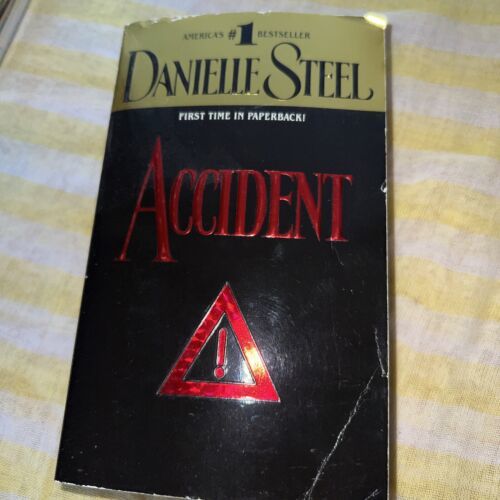 AMERICA'S #1 BESTSELLER
DANIELLE STEEL
FIRST TIME IN PAPERBACK!
ACCIDENT
!